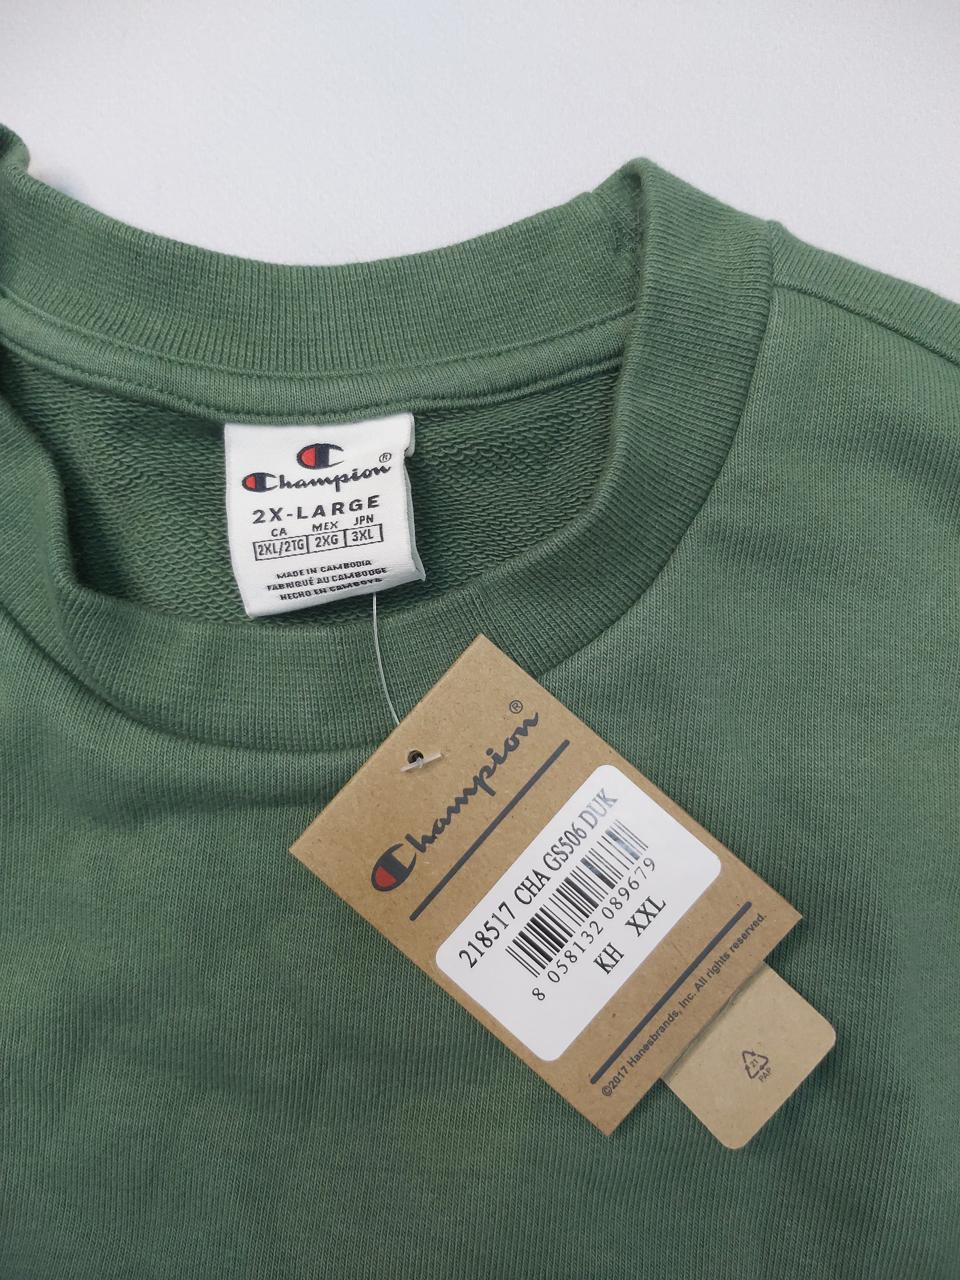 Champion®
2X-LARGE
CA MEX JPN
2XL/2TG 2XG 3XL
MADE IN CAMBODIA
FABRIQUÉ AU CAMBODGE
HECHO EN CAMBOYA
Champion®
218517 CHA GS506 DUK
8 058132 089679
KH XXL
©2017 Hanesbrands, Inc. All rights reserved.
21
PAP